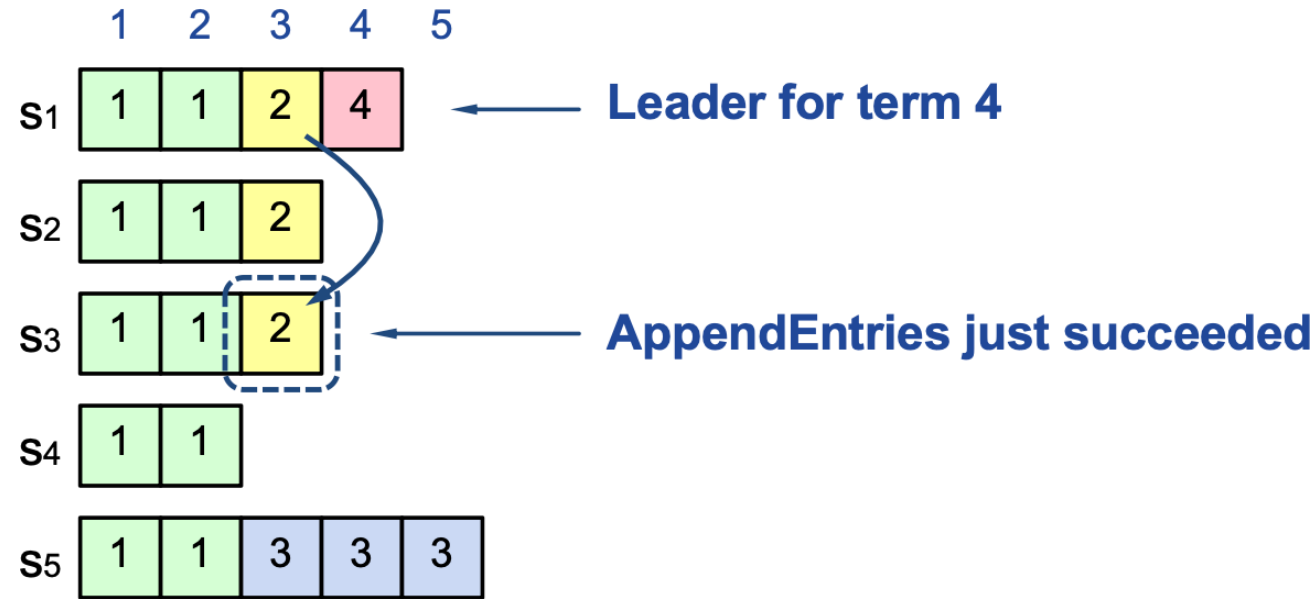 1 2 3 4 5
S1 1 1 2 4 Leader for term 4
S2 1 1 2
S3 1 1 2 AppendEntries just succeeded
S4 1 1
S5 1 1 3 3 3